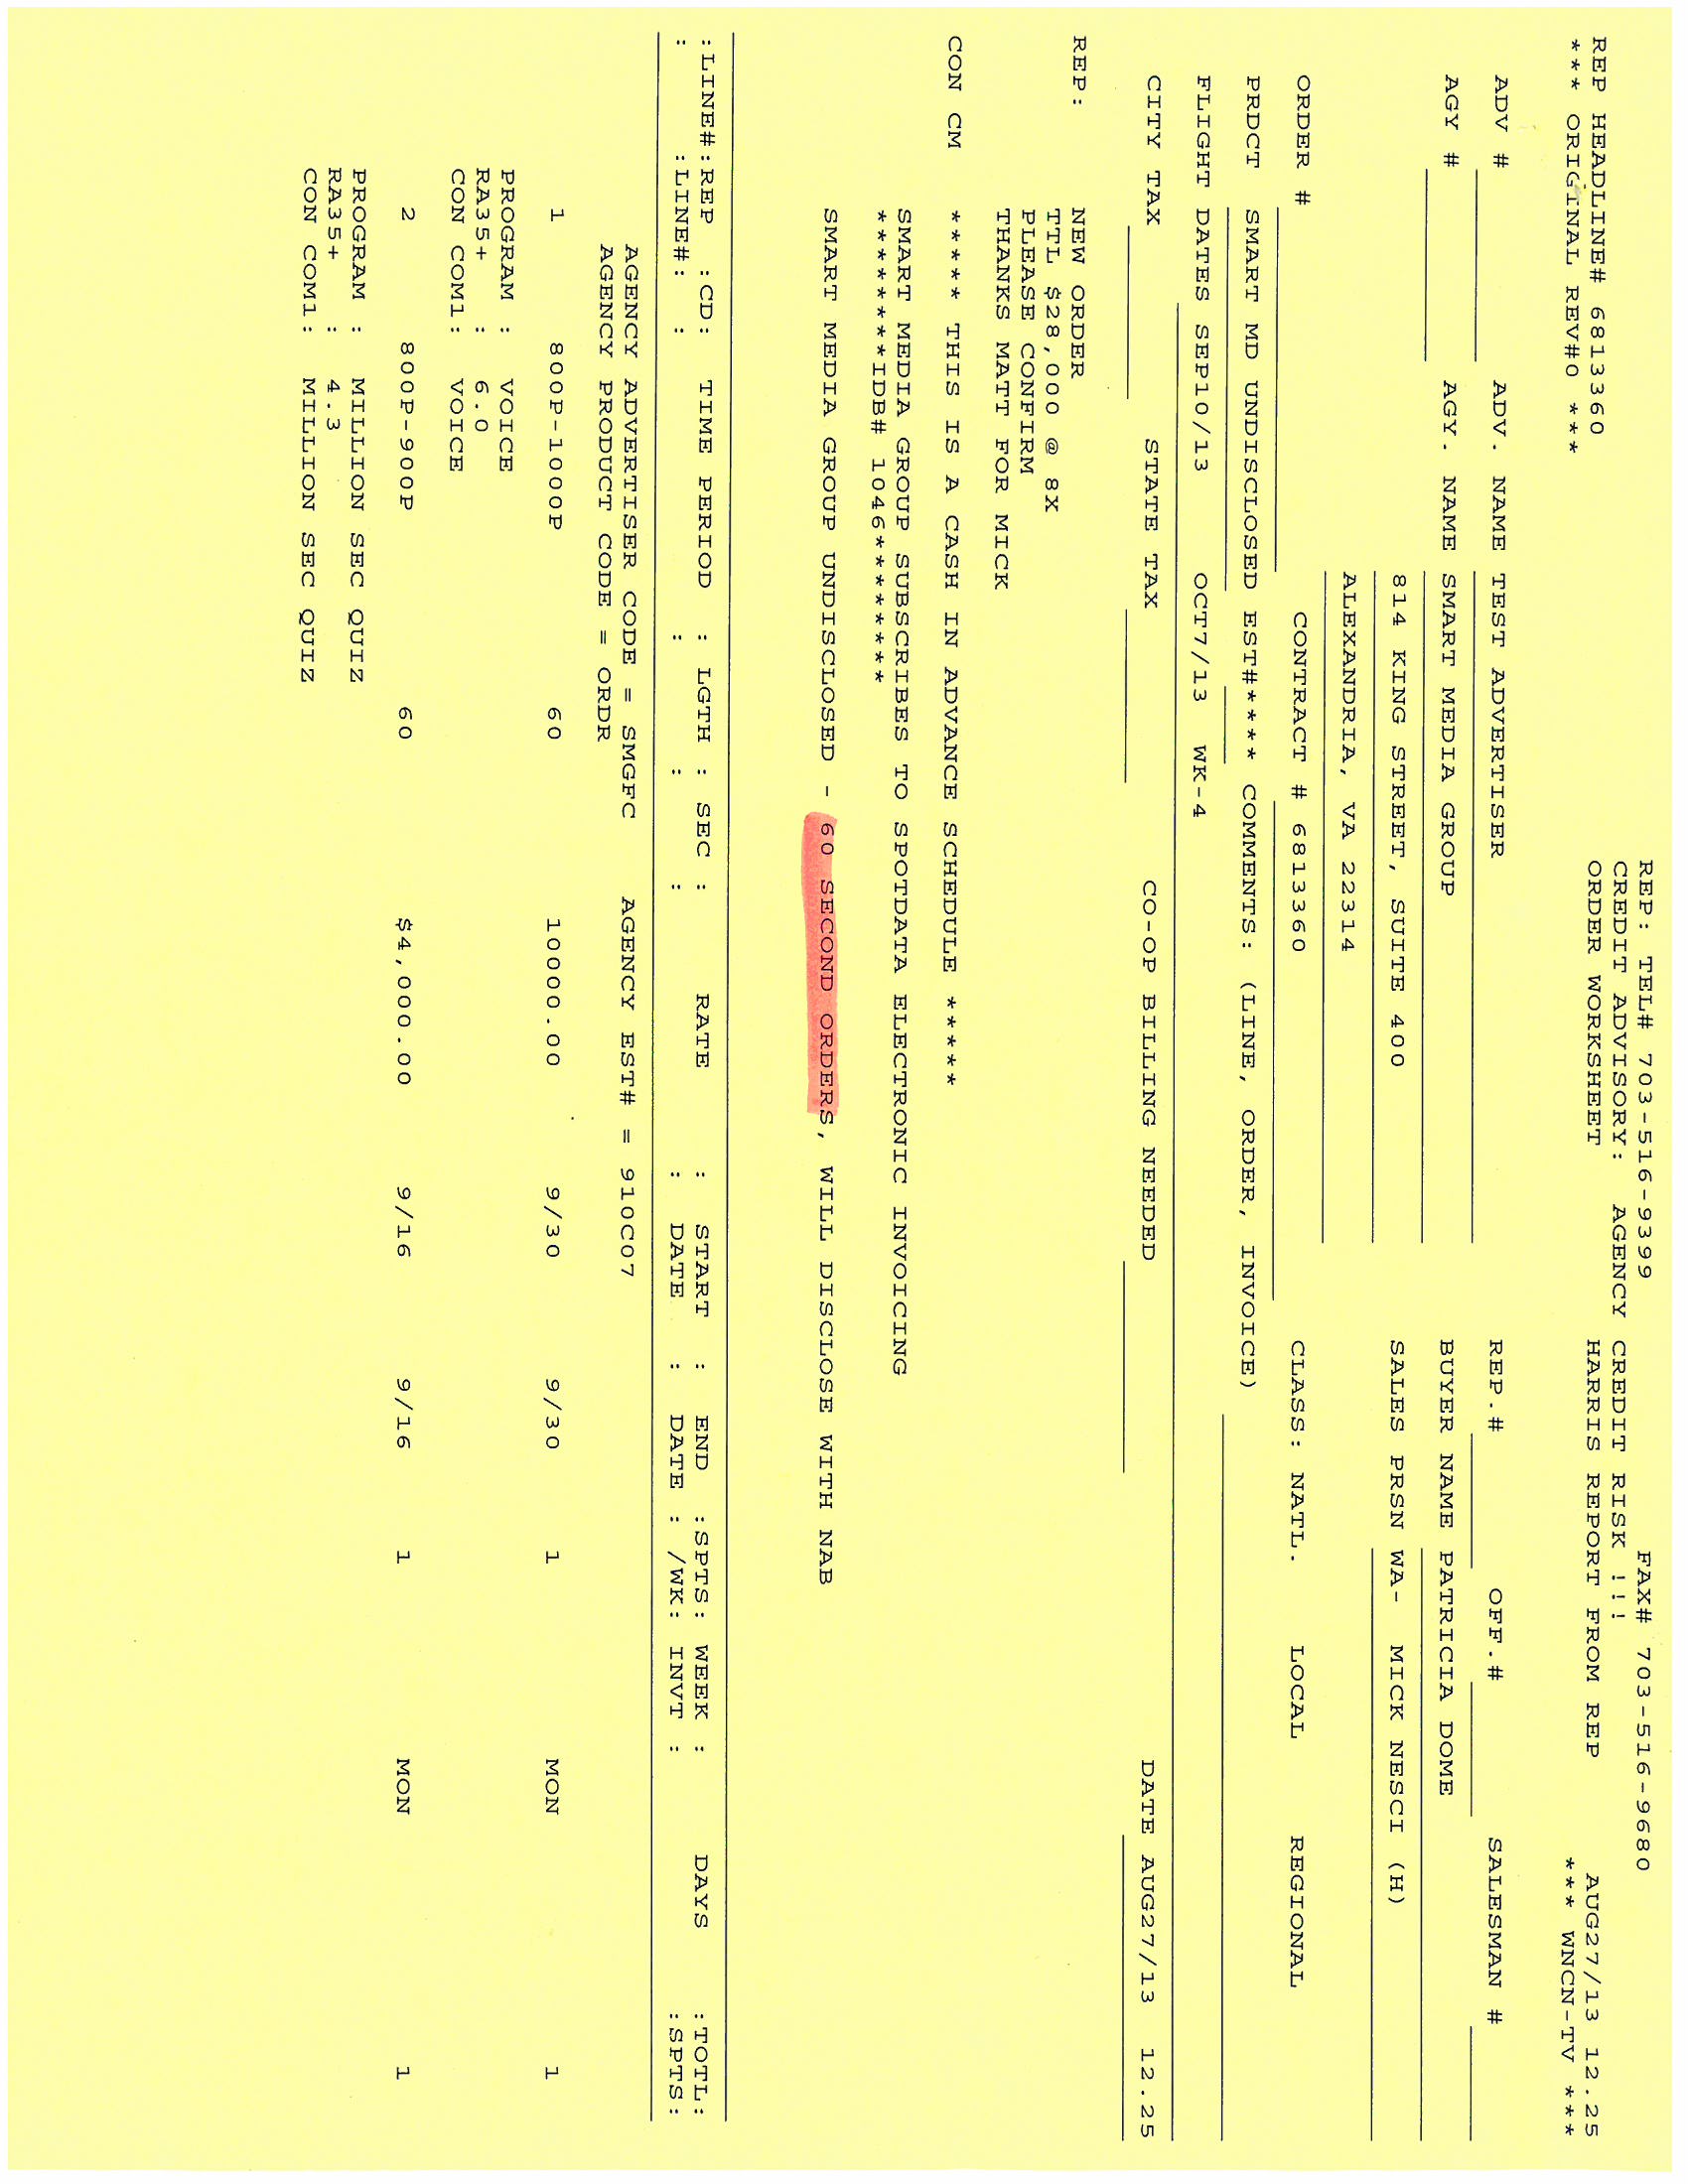 REP: TEL# 703-516-9399 FAX# 703-516-9680
CREDIT ADVISORY: AGENCY CREDIT RISK !!!
REP HEADLINE# 6813360 ORDER WORKSHEET HARRIS REPORT FROM REP AUG27/13 12.25
*** ORIGINAL REV#0 *** *** WNCN-TV ***
ADV # ADV. NAME TEST ADVERTISER REP.# OFF.# SALESMAN #
AGY # AGY. NAME SMART MEDIA GROUP BUYER NAME PATRICIA DOME
814 KING STREET, SUITE 400 SALES PRSN WA- MICK NESCI (H)
ALEXANDRIA, VA 22314
ORDER # CONTRACT # 6813360 CLASS: NATL. LOCAL REGIONAL
PRDCT SMART MD UNDISCLOSED EST#**** COMMENTS: (LINE, ORDER, INVOICE)
FLIGHT DATES SEP10/13 OCT7/13 WK-4
CITY TAX STATE TAX CO-OP BILLING NEEDED DATE AUG27/13 12.25
REP: NEW ORDER
TTL $28,000 @ 8X
PLEASE CONFIRM
THANKS MATT FOR MICK
CON CM ***** THIS IS A CASH IN ADVANCE SCHEDULE *****
SMART MEDIA GROUP SUBSCRIBES TO SPOTDATA ELECTRONIC INVOICING
********IDB# 1046********
SMART MEDIA GROUP UNDISCLOSED - 60 SECOND ORDERS, WILL DISCLOSE WITH NAB
:LINE#:REP :CD: TIME PERIOD : LGTH : SEC : RATE : START : END :SPTS: WEEK : DAYS :TOTL:
: :LINE#: : : : : : DATE : DATE : /WK: INVT : :SPTS:
AGENCY ADVERTISER CODE = SMGFC AGENCY EST# = 910C07
AGENCY PRODUCT CODE = ORDR
1 800P-1000P 60 10000.00 9/30 9/30 1 MON 1
PROGRAM : VOICE
RA35+ : 6.0
CON COM1: VOICE
2 800P-900P 60 $4,000.00 9/16 9/16 1 MON 1
PROGRAM : MILLION SEC QUIZ
RA35+ : 4.3
CON COM1: MILLION SEC QUIZ